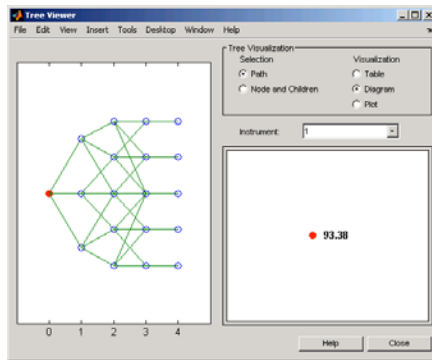 Tree Viewer
File Edit View Insert Tools Desktop Window Help
Tree Visualization
Selection Visualization
Path Table
Node and Children Diagram
Plot
Instrument: 1
93.38
0 1 2 3 4
Help Close